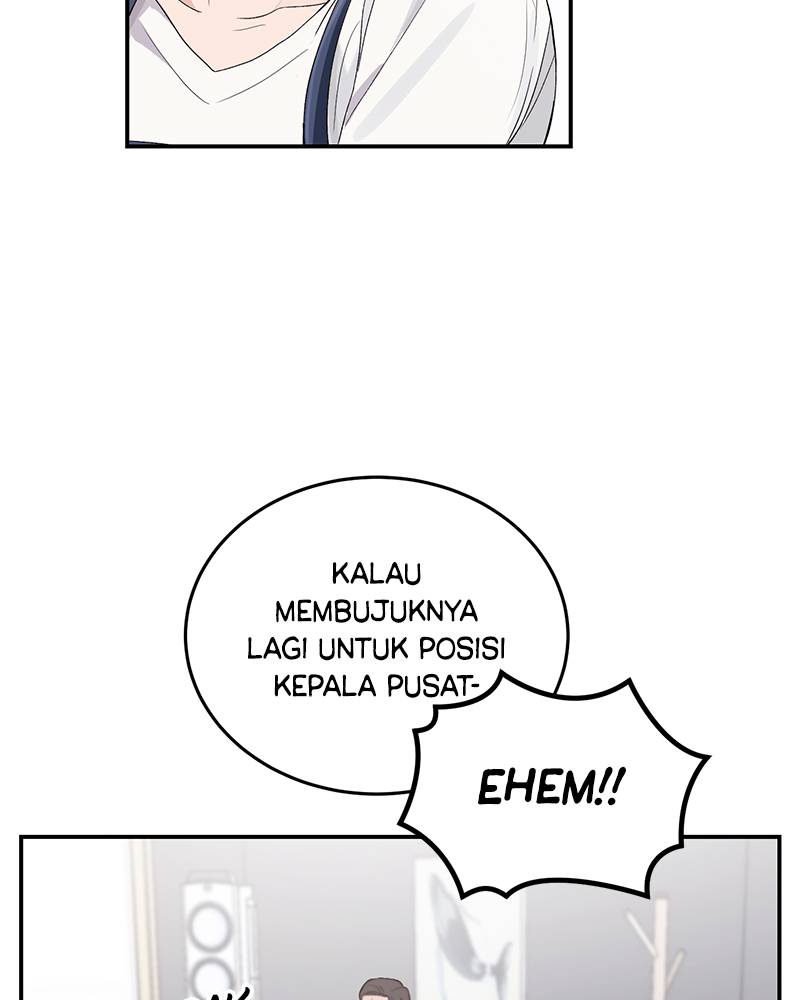 KALAU
MEMBUJUKNYA
LAGI UNTUK POSISI
KEPALA PUSAT-
EHEM!!